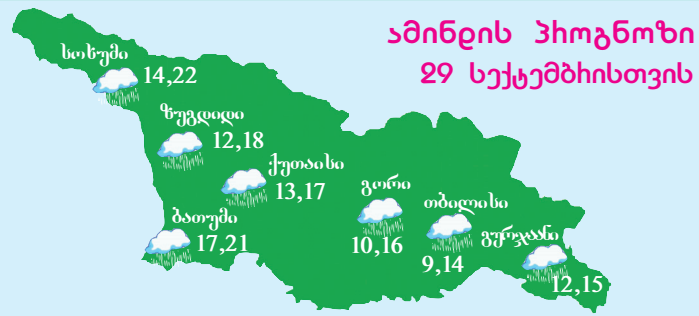 ამინდის პროგნოზი
29 სექტემბრისთვის
სოხუმი
14,22
ზუგდიდი
12,18
ქუთაისი
13,17
გორი
10,16
თბილისი
9,14
ბათუმი
17,21
გურჯაანი
12,15